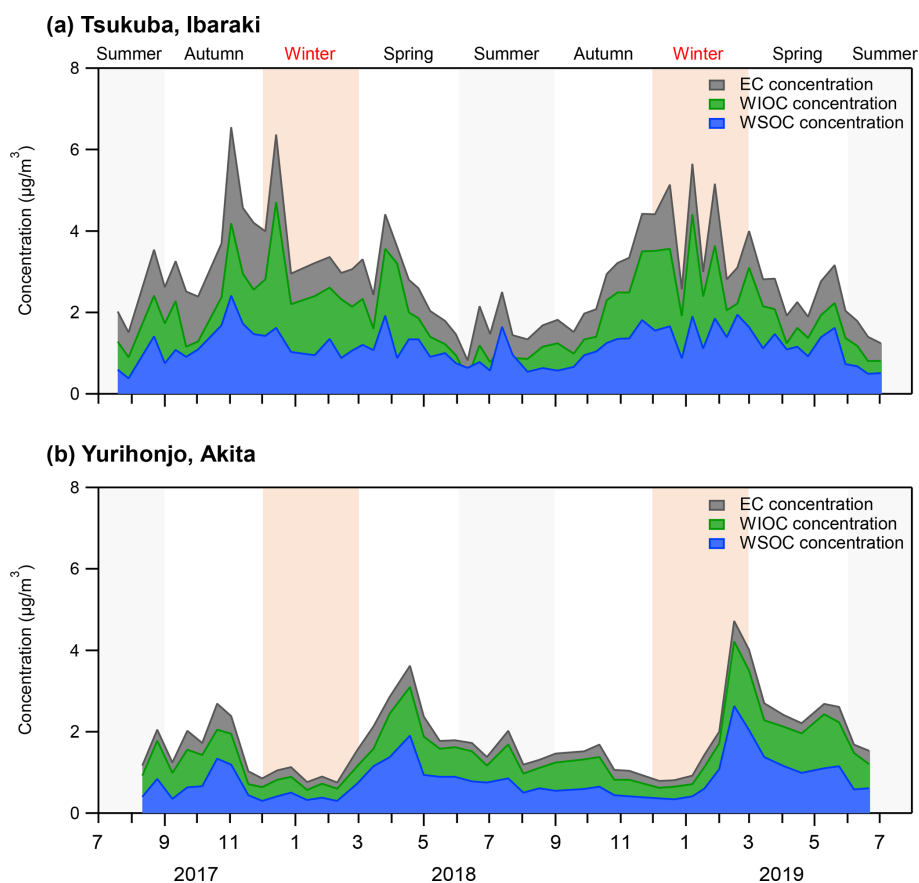 (a) Tsukuba, Ibaraki
Summer Autumn Winter Spring Summer Autumn Winter Spring Summer
8
6
4
2
0
Concentration (μg/m³)
EC concentration
WIOC concentration
WSOC concentration
(b) Yurihonjo, Akita
8
6
4
2
0
Concentration (μg/m³)
EC concentration
WIOC concentration
WSOC concentration
7 9 11 1 3 5 7 9 11 1 3 5 7
2017 2018 2019